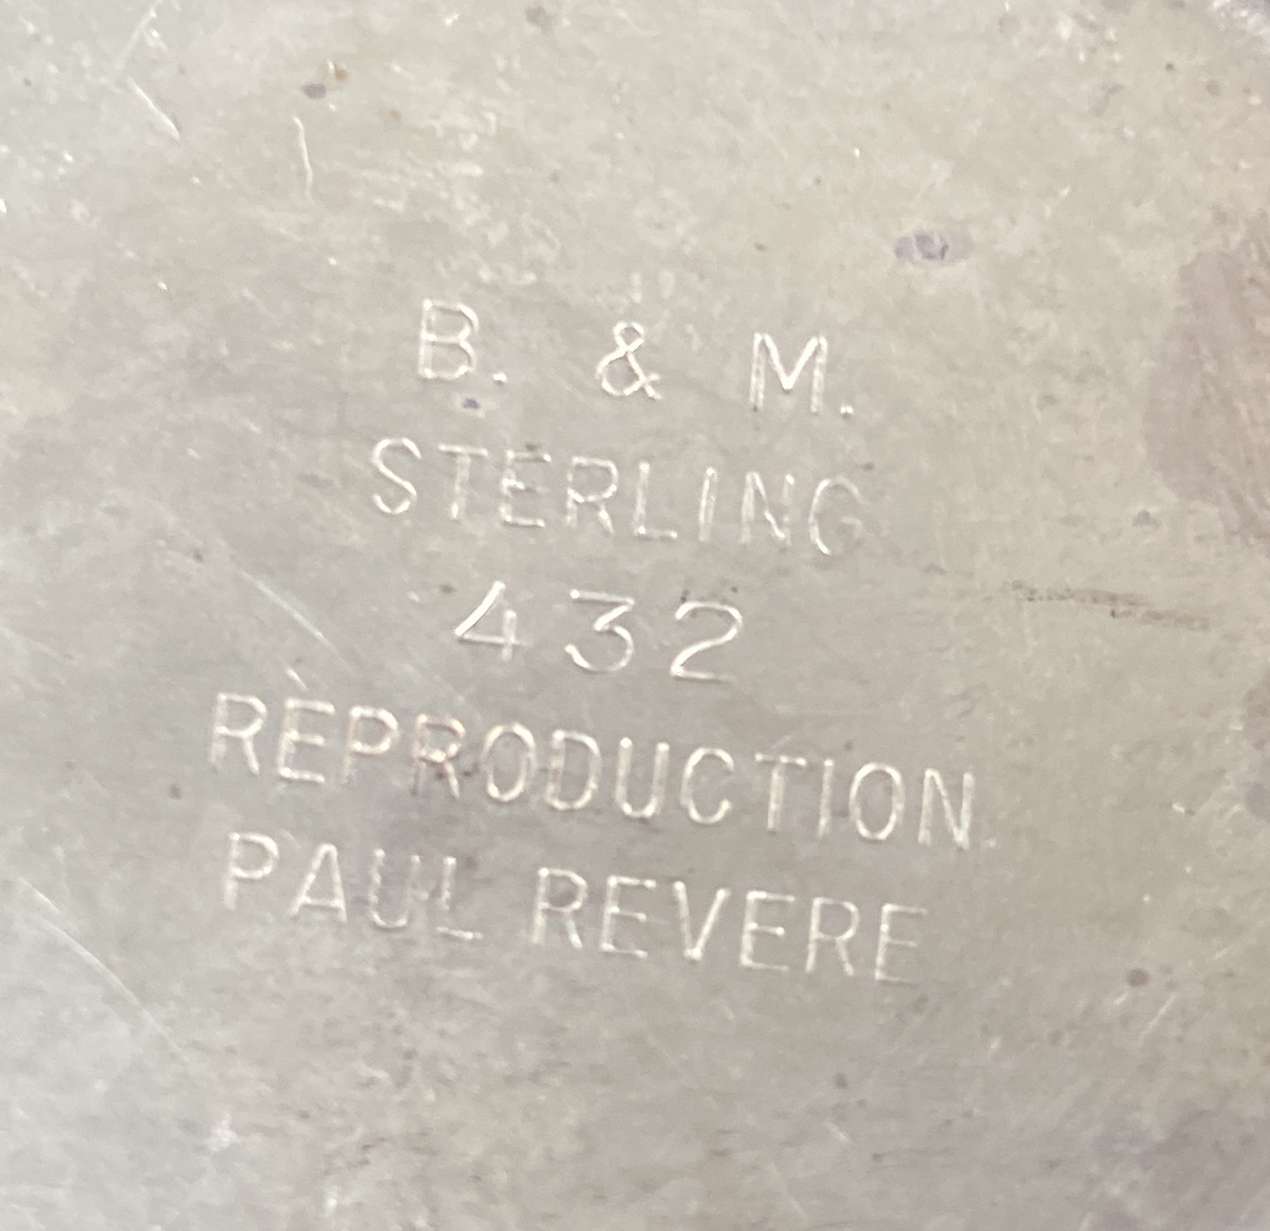 B. & M.
STERLING
432
REPRODUCTION
PAUL REVERE